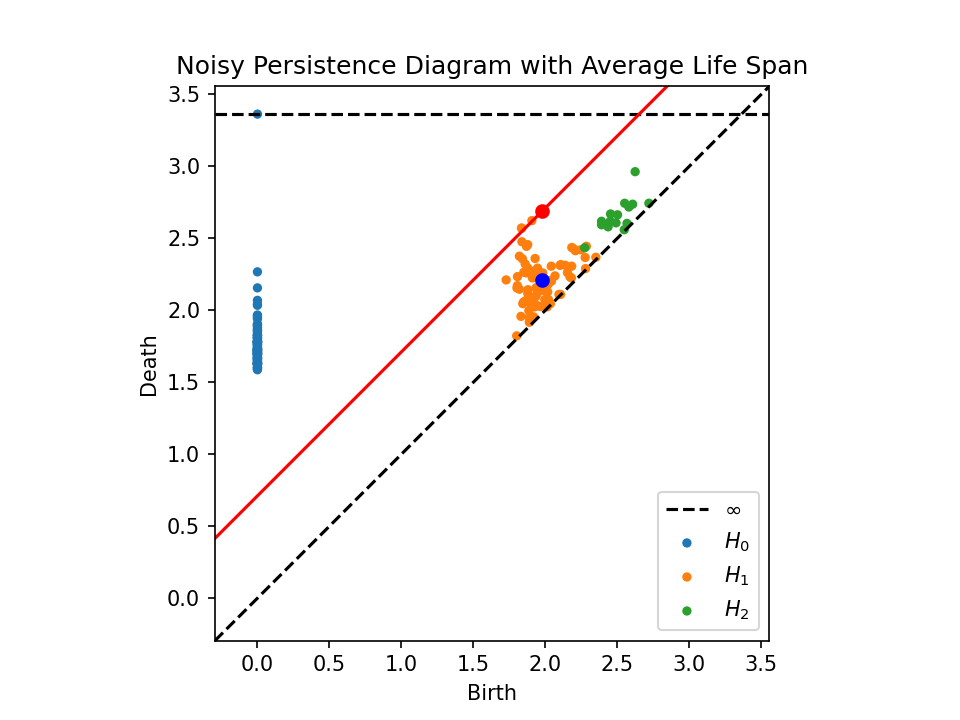 Noisy Persistence Diagram with Average Life Span
3.5
3.0
2.5
2.0
1.5
1.0
0.5
0.0
Death
∞
H₀
H₁
H₂
0.0 0.5 1.0 1.5 2.0 2.5 3.0 3.5
Birth